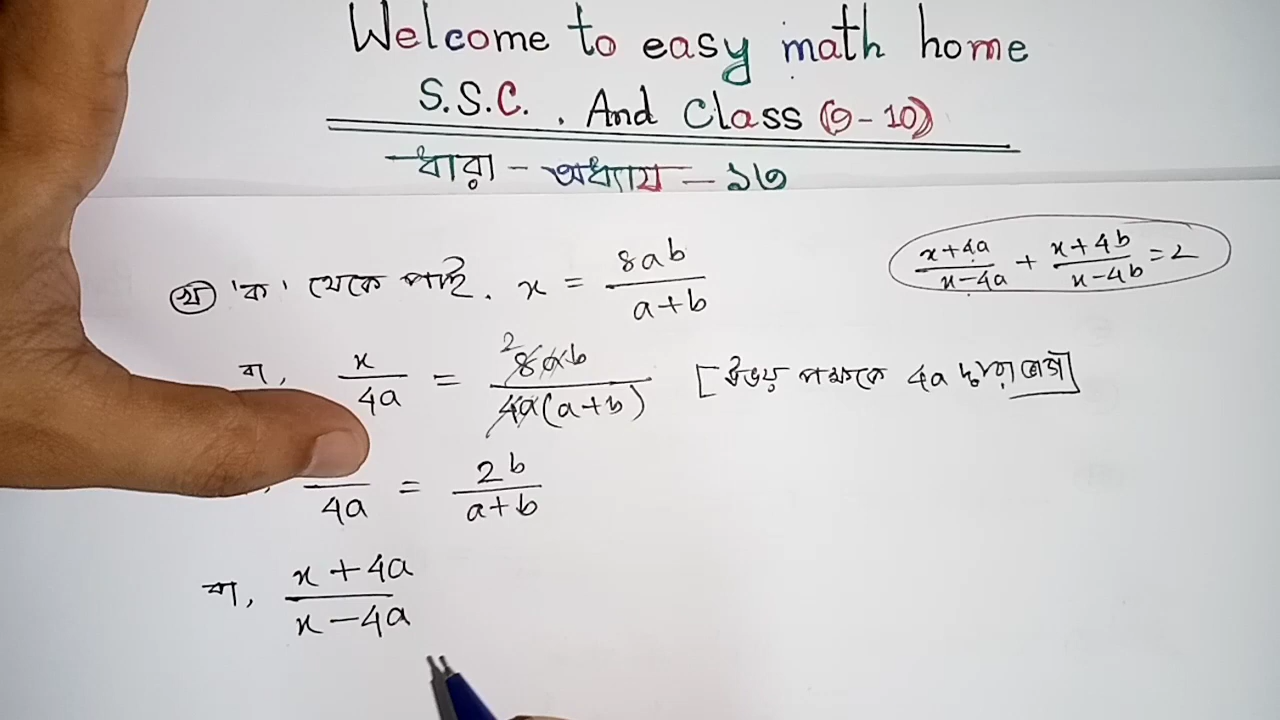 Welcome to easy math home
S.S.C. . And Class (9-10)
ধারা - অধ্যায় - ১৩
(x+4a)/(x-4a) + (x+4b)/(x-4b) = 2
(খ) 'ক' থেকে পাই, x = 8ab/(a+b)
বা, x/4a = 2 8ab/4a(a+b) [উভয় পক্ষকে 4a দ্বারা
4a = 2b/(a+b)
বা, (x+4a)/(x-4a)